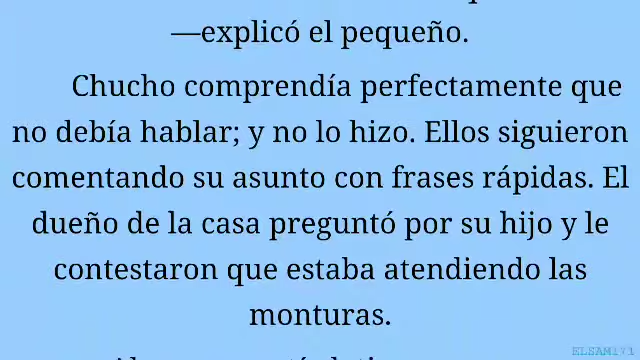 —explicó el pequeño.
Chucho comprendía perfectamente que
no debía hablar; y no lo hizo. Ellos siguieron
comentando su asunto con frases rápidas. El
dueño de la casa preguntó por su hijo y le
contestaron que estaba atendiendo las
monturas.
ELSAM171